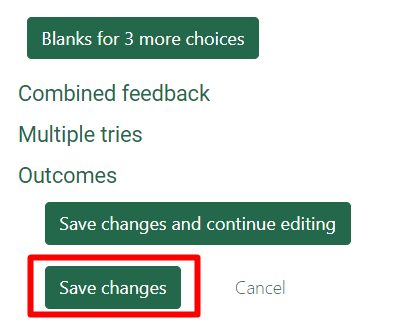 Blanks for 3 more choices
Combined feedback
Multiple tries
Outcomes
Save changes and continue editing
Save changes Cancel